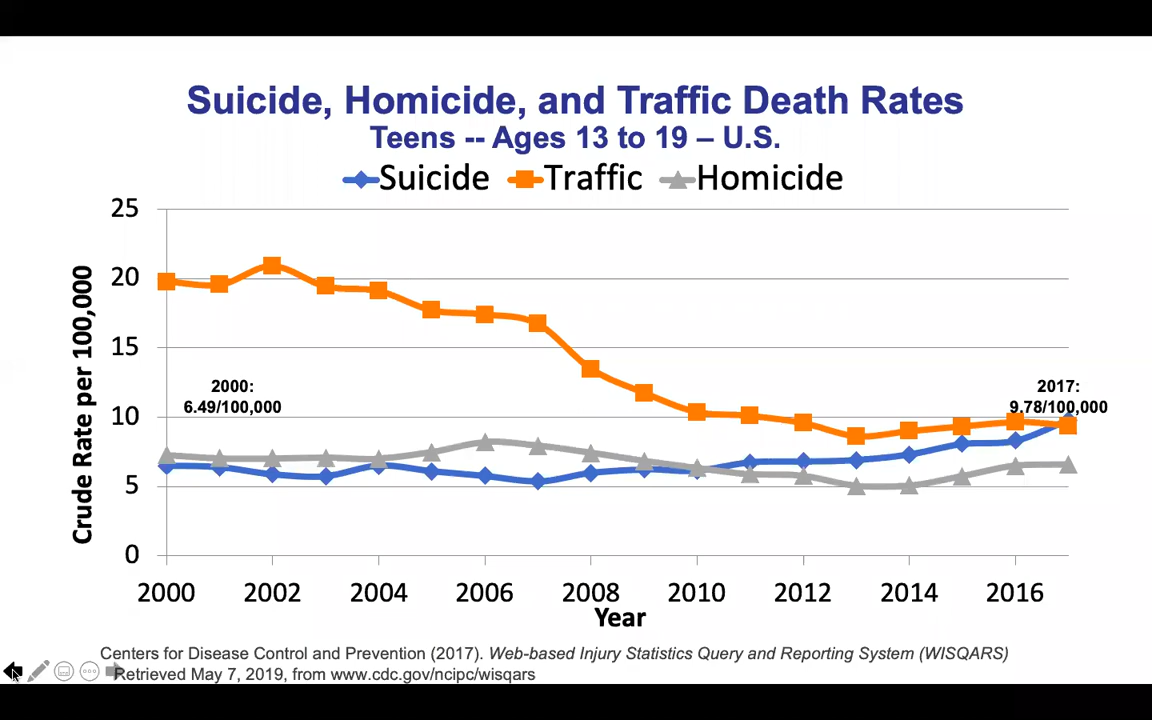 Suicide, Homicide, and Traffic Death Rates
Teens -- Ages 13 to 19 – U.S.
Suicide Traffic Homicide
25
20
15
10
5
0
Crude Rate per 100,000
2000:
6.49/100,000
2017:
9.78/100,000
2000 2002 2004 2006 2008 2010 2012 2014 2016
Year
Centers for Disease Control and Prevention (2017). Web-based Injury Statistics Query and Reporting System (WISQARS)
Retrieved May 7, 2019, from www.cdc.gov/ncipc/wisqars